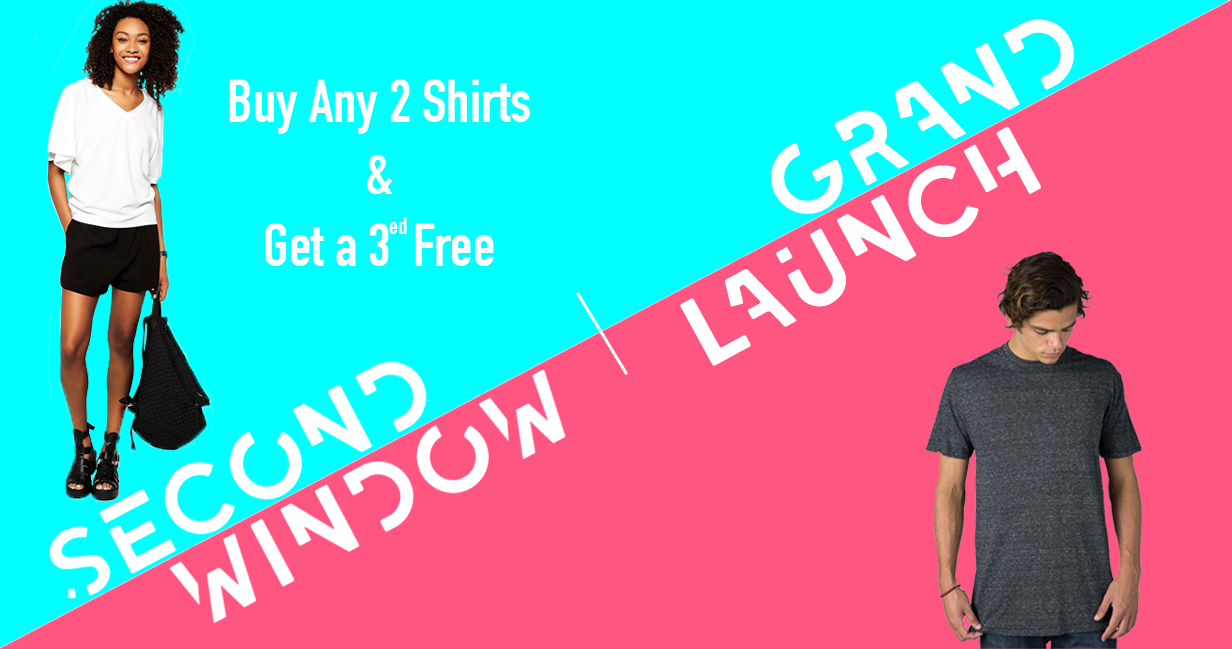 Buy Any 2 Shirts
&
Get a 3ed Free
GRAND
LAUNCH
SECOND
WINDOW